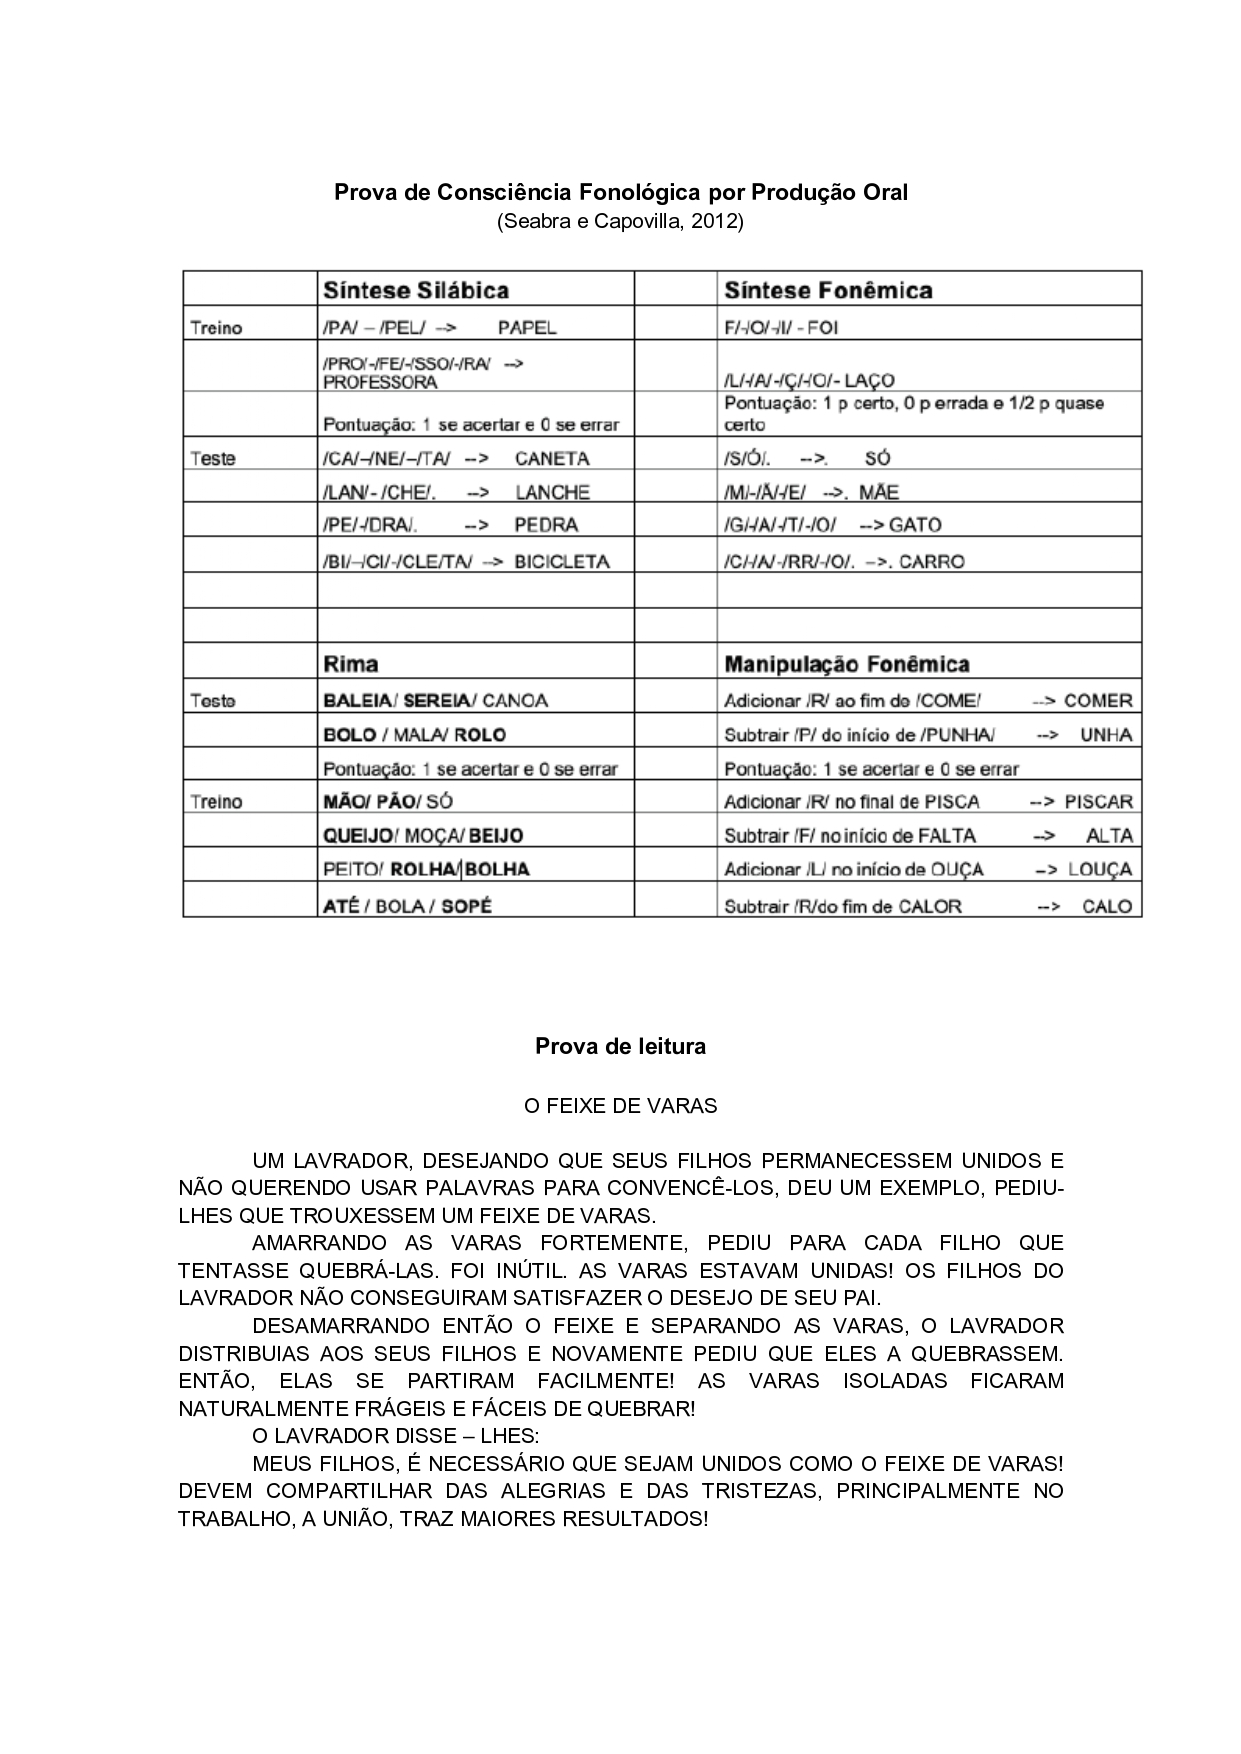 Prova de Consciência Fonológica por Produção Oral
(Seabra e Capovilla, 2012)
Síntese Silábica Síntese Fonêmica
Treino /PA/ – /PEL/ --> PAPEL F/-/O/-/I/ - FOI
/PRO/-/FE/-/SSO/-/RA/ -->
PROFESSORA /L/-/A/-/Ç/-/O/- LAÇO
Pontuação: 1 se acertar e 0 se errar Pontuação: 1 p certo, 0 p errada e 1/2 p quase
certo
Teste /CA/–/NE/–/TA/ --> CANETA /S/Ó/. -->. SÓ
/LAN/- /CHE/. --> LANCHE /M/-/Ã/-/E/ -->. MÃE
/PE/-/DRA/. --> PEDRA /G/-/A/-/T/-/O/ --> GATO
/BI/–/CI/-/CLE/TA/ --> BICICLETA /C/-/A/-/RR/-/O/. –>. CARRO
Rima Manipulação Fonêmica
Teste BALEIA/ SEREIA/ CANOA Adicionar /R/ ao fim de /COME/ --> COMER
BOLO / MALA/ ROLO Subtrair /P/ do início de /PUNHA/ --> UNHA
Pontuação: 1 se acertar e 0 se errar Pontuação: 1 se acertar e 0 se errar
Treino MÃO/ PÃO/ SÓ Adicionar /R/ no final de PISCA --> PISCAR
QUEIJO/ MOÇA/ BEIJO Subtrair /F/ no início de FALTA --> ALTA
PEITO/ ROLHA/ BOLHA Adicionar /L/ no início de OUÇA --> LOUÇA
ATÉ / BOLA / SOPÉ Subtrair /R/do fim de CALOR --> CALO
Prova de leitura
O FEIXE DE VARAS
UM LAVRADOR, DESEJANDO QUE SEUS FILHOS PERMANECESSEM UNIDOS E
NÃO QUERENDO USAR PALAVRAS PARA CONVENCÊ-LOS, DEU UM EXEMPLO, PEDIU-
LHES QUE TROUXESSEM UM FEIXE DE VARAS.
AMARRANDO AS VARAS FORTEMENTE, PEDIU PARA CADA FILHO QUE
TENTASSE QUEBRÁ-LAS. FOI INÚTIL. AS VARAS ESTAVAM UNIDAS! OS FILHOS DO
LAVRADOR NÃO CONSEGUIRAM SATISFAZER O DESEJO DE SEU PAI.
DESAMARRANDO ENTÃO O FEIXE E SEPARANDO AS VARAS, O LAVRADOR
DISTRIBUIAS AOS SEUS FILHOS E NOVAMENTE PEDIU QUE ELES A QUEBRASSEM.
ENTÃO, ELAS SE PARTIRAM FACILMENTE! AS VARAS ISOLADAS FICARAM
NATURALMENTE FRÁGEIS E FÁCEIS DE QUEBRAR!
O LAVRADOR DISSE – LHES:
MEUS FILHOS, É NECESSÁRIO QUE SEJAM UNIDOS COMO O FEIXE DE VARAS!
DEVEM COMPARTILHAR DAS ALEGRIAS E DAS TRISTEZAS, PRINCIPALMENTE NO
TRABALHO, A UNIÃO, TRAZ MAIORES RESULTADOS!